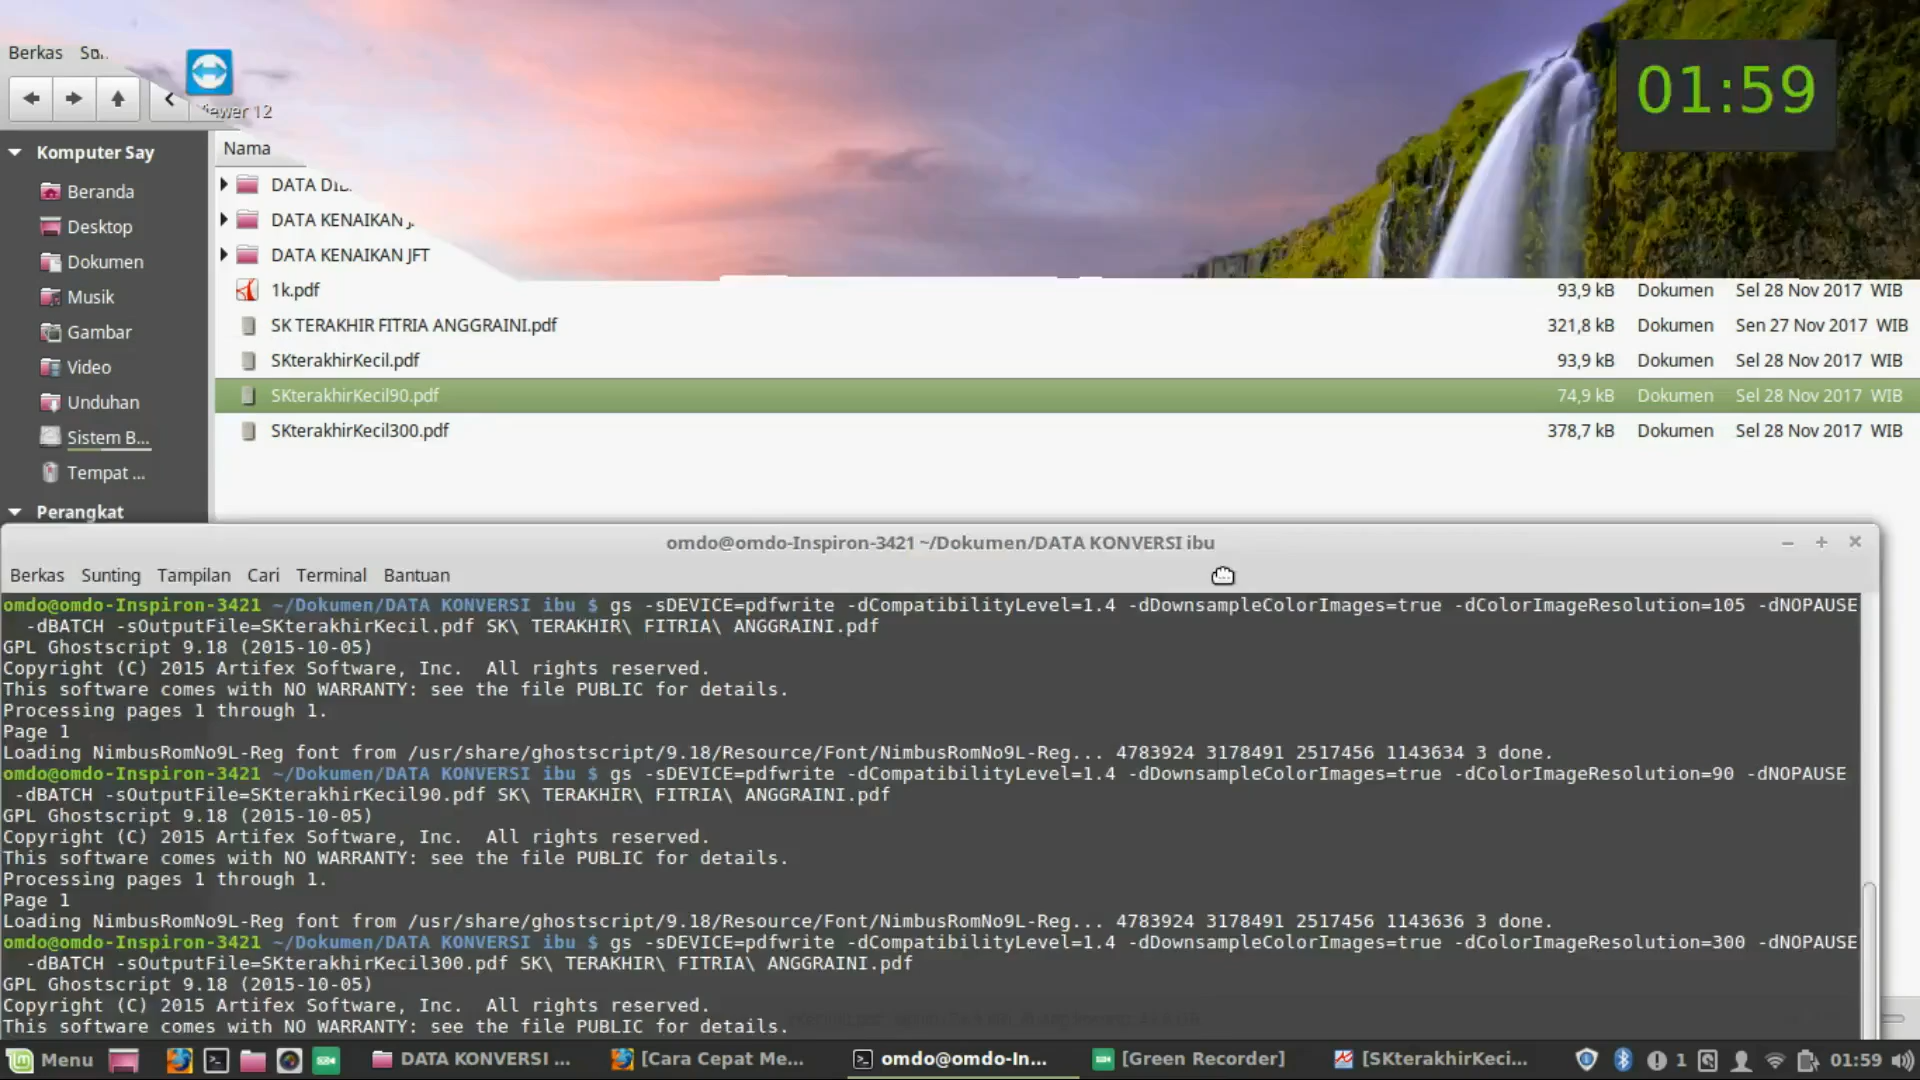 01:59
Berkas
Viewer 12
Komputer Say
Beranda
Desktop
Dokumen
Musik
Gambar
Video
Unduhan
Sistem B...
Tempat ...
Perangkat
Nama
DATA
DATA KENAIKAN
DATA KENAIKAN JFT
1k.pdf 93,9 kB Dokumen Sel 28 Nov 2017 WIB
SK TERAKHIR FITRIA ANGGRAINI.pdf 321,8 kB Dokumen Sen 27 Nov 2017 WIB
SKterakhirKecil.pdf 93,9 kB Dokumen Sel 28 Nov 2017 WIB
SKterakhirKecil90.pdf 74,9 kB Dokumen Sel 28 Nov 2017 WIB
SKterakhirKecil300.pdf 378,7 kB Dokumen Sel 28 Nov 2017 WIB
omdo@omdo-Inspiron-3421 ~/Dokumen/DATA KONVERSI ibu
Berkas Sunting Tampilan Cari Terminal Bantuan
omdo@omdo-Inspiron-3421 ~/Dokumen/DATA KONVERSI ibu $ gs -sDEVICE=pdfwrite -dCompatibilityLevel=1.4 -dDownsampleColorImages=true -dColorImageResolution=105 -dNOPAUSE
-dBATCH -sOutputFile=SKterakhirKecil.pdf SK\ TERAKHIR\ FITRIA\ ANGGRAINI.pdf
GPL Ghostscript 9.18 (2015-10-05)
Copyright (C) 2015 Artifex Software, Inc.  All rights reserved.
This software comes with NO WARRANTY: see the file PUBLIC for details.
Processing pages 1 through 1.
Page 1
Loading NimbusRomNo9L-Reg font from /usr/share/ghostscript/9.18/Resource/Font/NimbusRomNo9L-Reg... 4783924 3178491 2517456 1143634 3 done.
omdo@omdo-Inspiron-3421 ~/Dokumen/DATA KONVERSI ibu $ gs -sDEVICE=pdfwrite -dCompatibilityLevel=1.4 -dDownsampleColorImages=true -dColorImageResolution=90 -dNOPAUSE
-dBATCH -sOutputFile=SKterakhirKecil90.pdf SK\ TERAKHIR\ FITRIA\ ANGGRAINI.pdf
GPL Ghostscript 9.18 (2015-10-05)
Copyright (C) 2015 Artifex Software, Inc.  All rights reserved.
This software comes with NO WARRANTY: see the file PUBLIC for details.
Processing pages 1 through 1.
Page 1
Loading NimbusRomNo9L-Reg font from /usr/share/ghostscript/9.18/Resource/Font/NimbusRomNo9L-Reg... 4783924 3178491 2517456 1143636 3 done.
omdo@omdo-Inspiron-3421 ~/Dokumen/DATA KONVERSI ibu $ gs -sDEVICE=pdfwrite -dCompatibilityLevel=1.4 -dDownsampleColorImages=true -dColorImageResolution=300 -dNOPAUSE
-dBATCH -sOutputFile=SKterakhirKecil300.pdf SK\ TERAKHIR\ FITRIA\ ANGGRAINI.pdf
GPL Ghostscript 9.18 (2015-10-05)
Copyright (C) 2015 Artifex Software, Inc.  All rights reserved.
This software comes with NO WARRANTY: see the file PUBLIC for details.
Menu DATA KONVERSI ... [Cara Cepat Me... omdo@omdo-In... [Green Recorder] [SKterakhirKeci... 1 01:59